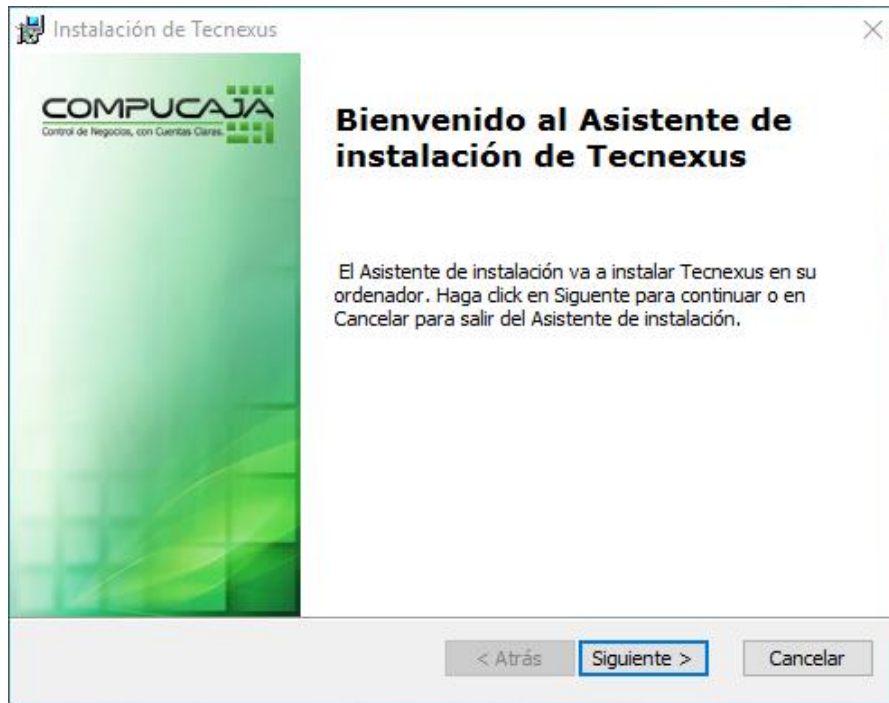 Instalación de Tecnexus
COMPUCAJA
Control de Negocios, con Cuentas Claras.
Bienvenido al Asistente de
instalación de Tecnexus
El Asistente de instalación va a instalar Tecnexus en su
ordenador. Haga click en Siguente para continuar o en
Cancelar para salir del Asistente de instalación.
< Atrás
Siguiente >
Cancelar